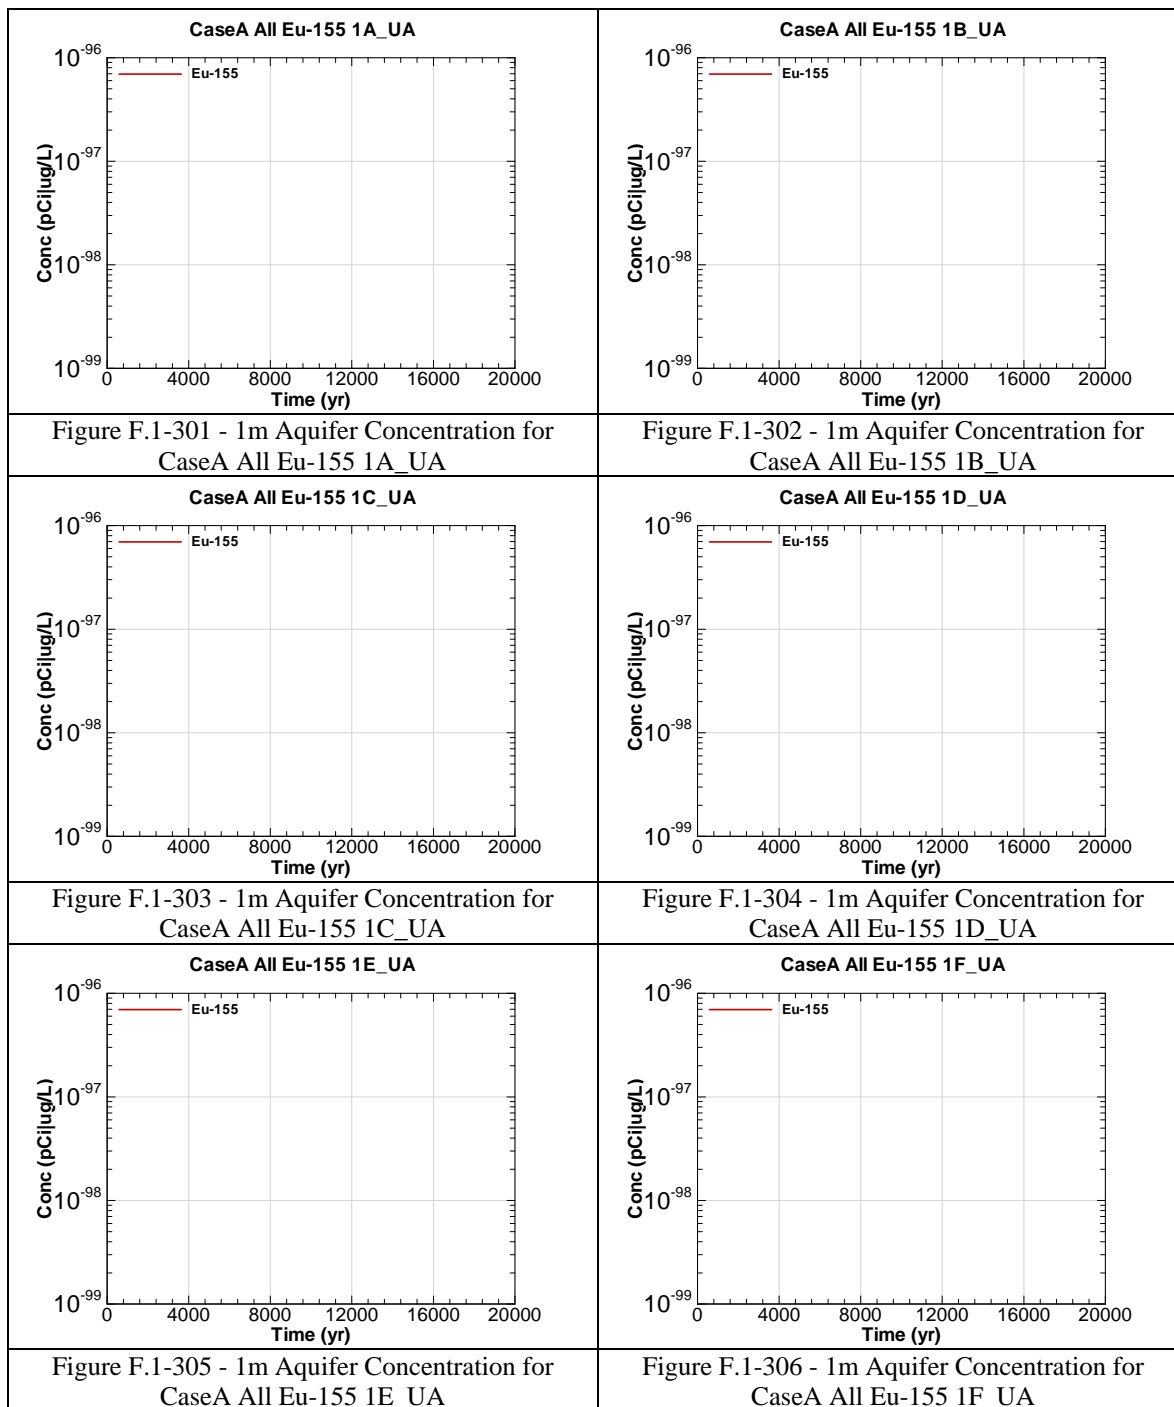 CaseA All Eu-155 1A_UA
Eu-155
Conc (pCi|ug/L)
10^-96
10^-97
10^-98
10^-99
0 4000 8000 12000 16000 20000
Time (yr)
Figure F.1-301 - 1m Aquifer Concentration for
CaseA All Eu-155 1A_UA
CaseA All Eu-155 1B_UA
Eu-155
Conc (pCi|ug/L)
10^-96
10^-97
10^-98
10^-99
0 4000 8000 12000 16000 20000
Time (yr)
Figure F.1-302 - 1m Aquifer Concentration for
CaseA All Eu-155 1B_UA
CaseA All Eu-155 1C_UA
Eu-155
Conc (pCi|ug/L)
10^-96
10^-97
10^-98
10^-99
0 4000 8000 12000 16000 20000
Time (yr)
Figure F.1-303 - 1m Aquifer Concentration for
CaseA All Eu-155 1C_UA
CaseA All Eu-155 1D_UA
Eu-155
Conc (pCi|ug/L)
10^-96
10^-97
10^-98
10^-99
0 4000 8000 12000 16000 20000
Time (yr)
Figure F.1-304 - 1m Aquifer Concentration for
CaseA All Eu-155 1D_UA
CaseA All Eu-155 1E_UA
Eu-155
Conc (pCi|ug/L)
10^-96
10^-97
10^-98
10^-99
0 4000 8000 12000 16000 20000
Time (yr)
Figure F.1-305 - 1m Aquifer Concentration for
CaseA All Eu-155 1E_UA
CaseA All Eu-155 1F_UA
Eu-155
Conc (pCi|ug/L)
10^-96
10^-97
10^-98
10^-99
0 4000 8000 12000 16000 20000
Time (yr)
Figure F.1-306 - 1m Aquifer Concentration for
CaseA All Eu-155 1F_UA